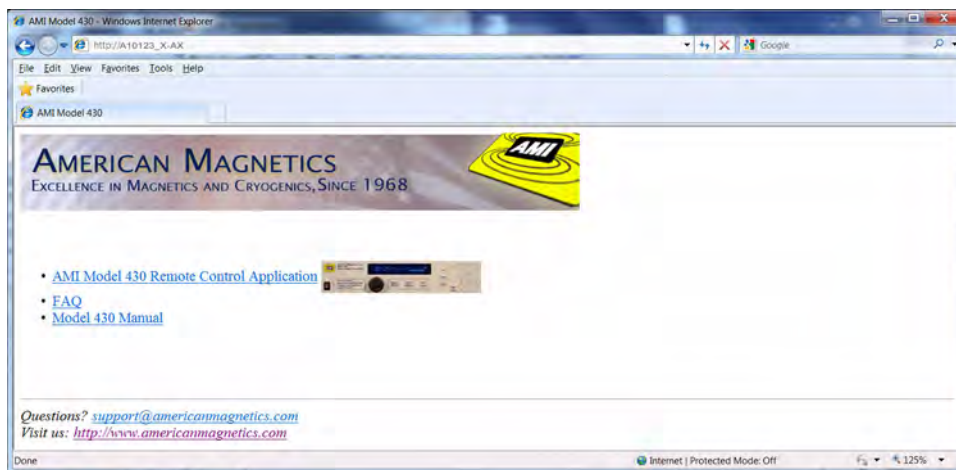 AMI Model 430 - Windows Internet Explorer
http://A10123_X-AX
Google
File Edit View Favorites Tools Help
Favorites
AMI Model 430
AMERICAN MAGNETICS
EXCELLENCE IN MAGNETICS AND CRYOGENICS, SINCE 1968
AMI
• AMI Model 430 Remote Control Application
• FAQ
• Model 430 Manual
Questions? support@americanmagnetics.com
Visit us: http://www.americanmagnetics.com
Done
Internet | Protected Mode: Off
125%